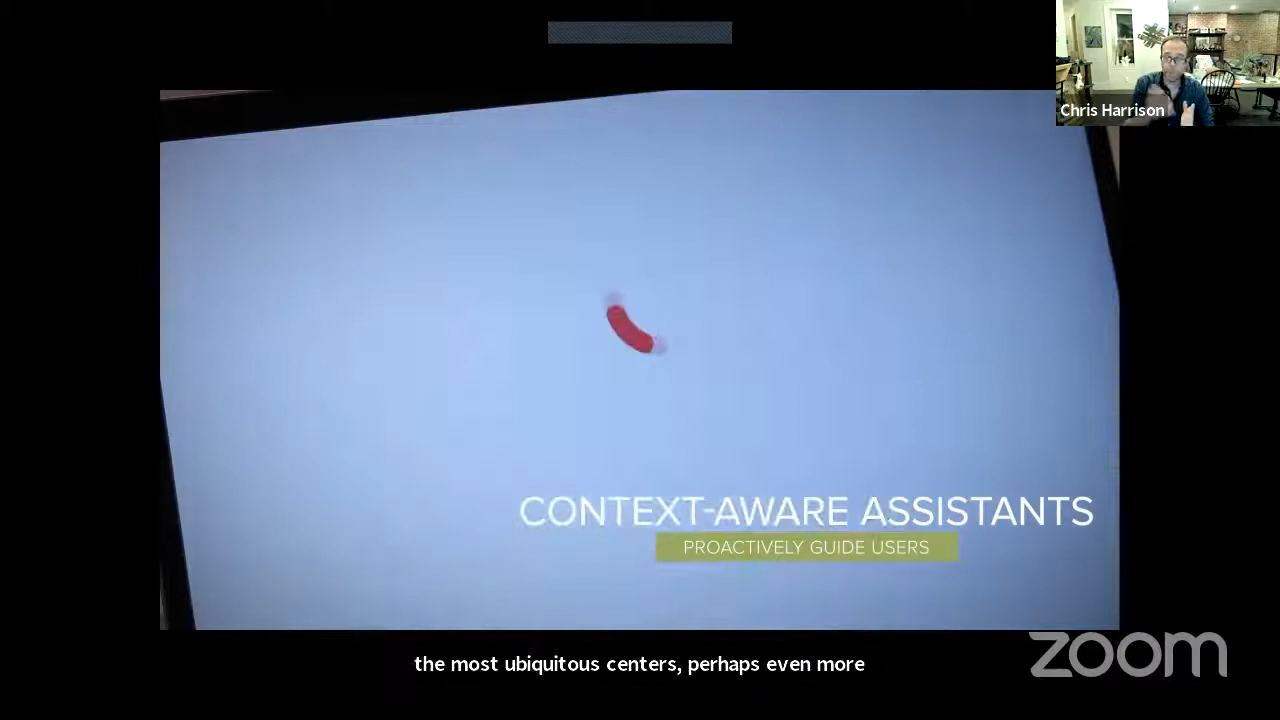 Chris Harrison
CONTEXT-AWARE ASSISTANTS
PROACTIVELY GUIDE USERS
the most ubiquitous centers, perhaps even more
zoom